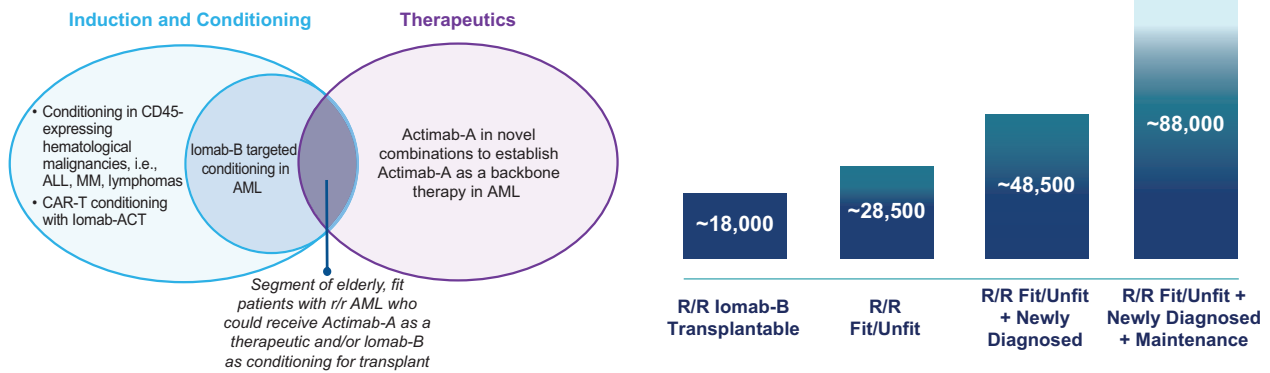 Induction and Conditioning
Therapeutics
• Conditioning in CD45-
expressing
hematological
malignancies, i.e.,
ALL, MM, lymphomas
• CAR-T conditioning
with Iomab-ACT
Iomab-B targeted
conditioning in
AML
Actimab-A in novel
combinations to establish
Actimab-A as a backbone
therapy in AML
Segment of elderly, fit
patients with r/r AML who
could receive Actimab-A as a
therapeutic and/or Iomab-B
as conditioning for transplant
~18,000
~28,500
~48,500
~88,000
R/R Iomab-B
Transplantable
R/R
Fit/Unfit
R/R Fit/Unfit
+ Newly
Diagnosed
R/R Fit/Unfit +
Newly Diagnosed
+ Maintenance